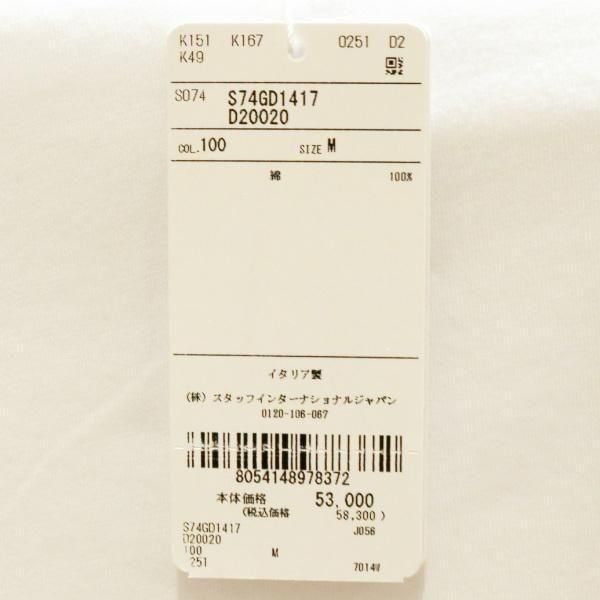 K151 K167 0251 D2
K49
S074 S74GD1417
D20020
COL.100 SIZE M
綿 100%
イタリア製
(株) スタッフインターナショナルジャパン
0120-106-067
8054148978372
本体価格 53,000
(税込価格 58,300 )
S74GD1417 J056
D20020
100 M
251 7014W